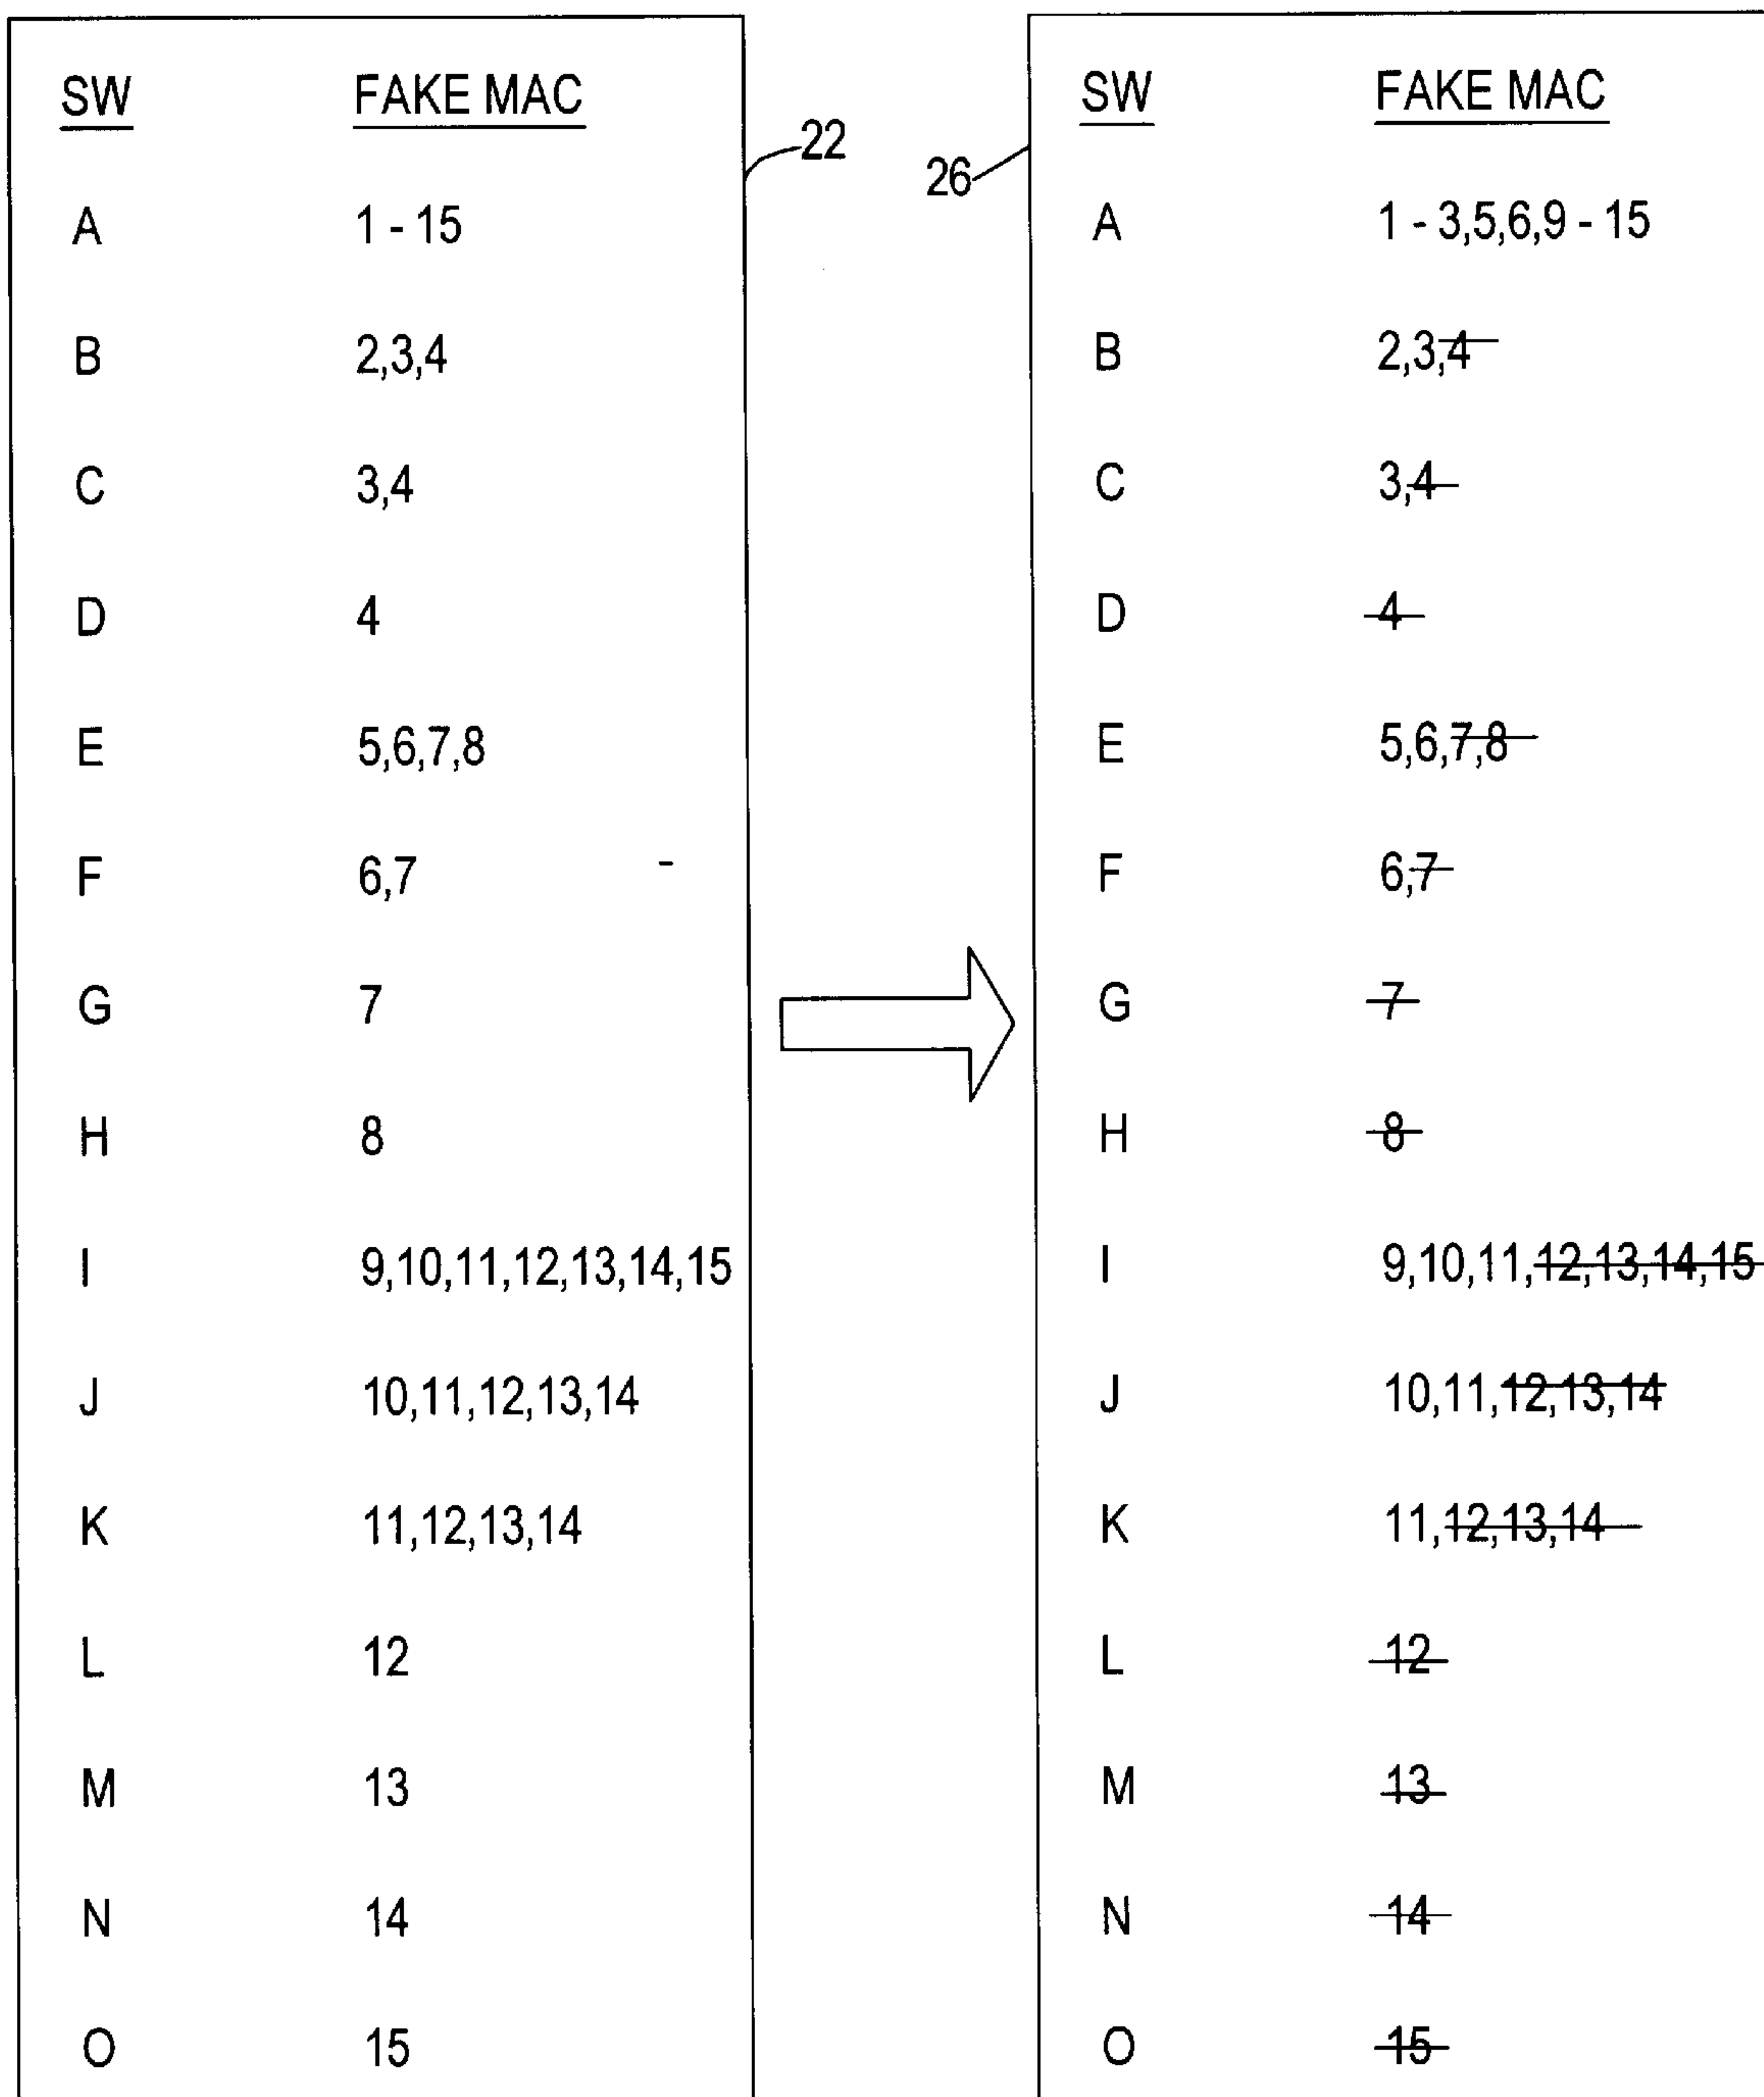 SW FAKE MAC
A 1 - 15
B 2,3,4
C 3,4
D 4
E 5,6,7,8
F 6,7 -
G 7
H 8
I 9,10,11,12,13,14,15
J 10,11,12,13,14
K 11,12,13,14
L 12
M 13
N 14
O 15
22
26
SW FAKE MAC
A 1 - 3,5,6,9 - 15
B 2,3,4
C 3,4
D 4
E 5,6,7,8
F 6,7
G 7
H 8
I 9,10,11,12,13,14,15
J 10,11,12,13,14
K 11,12,13,14
L 12
M 13
N 14
O 15